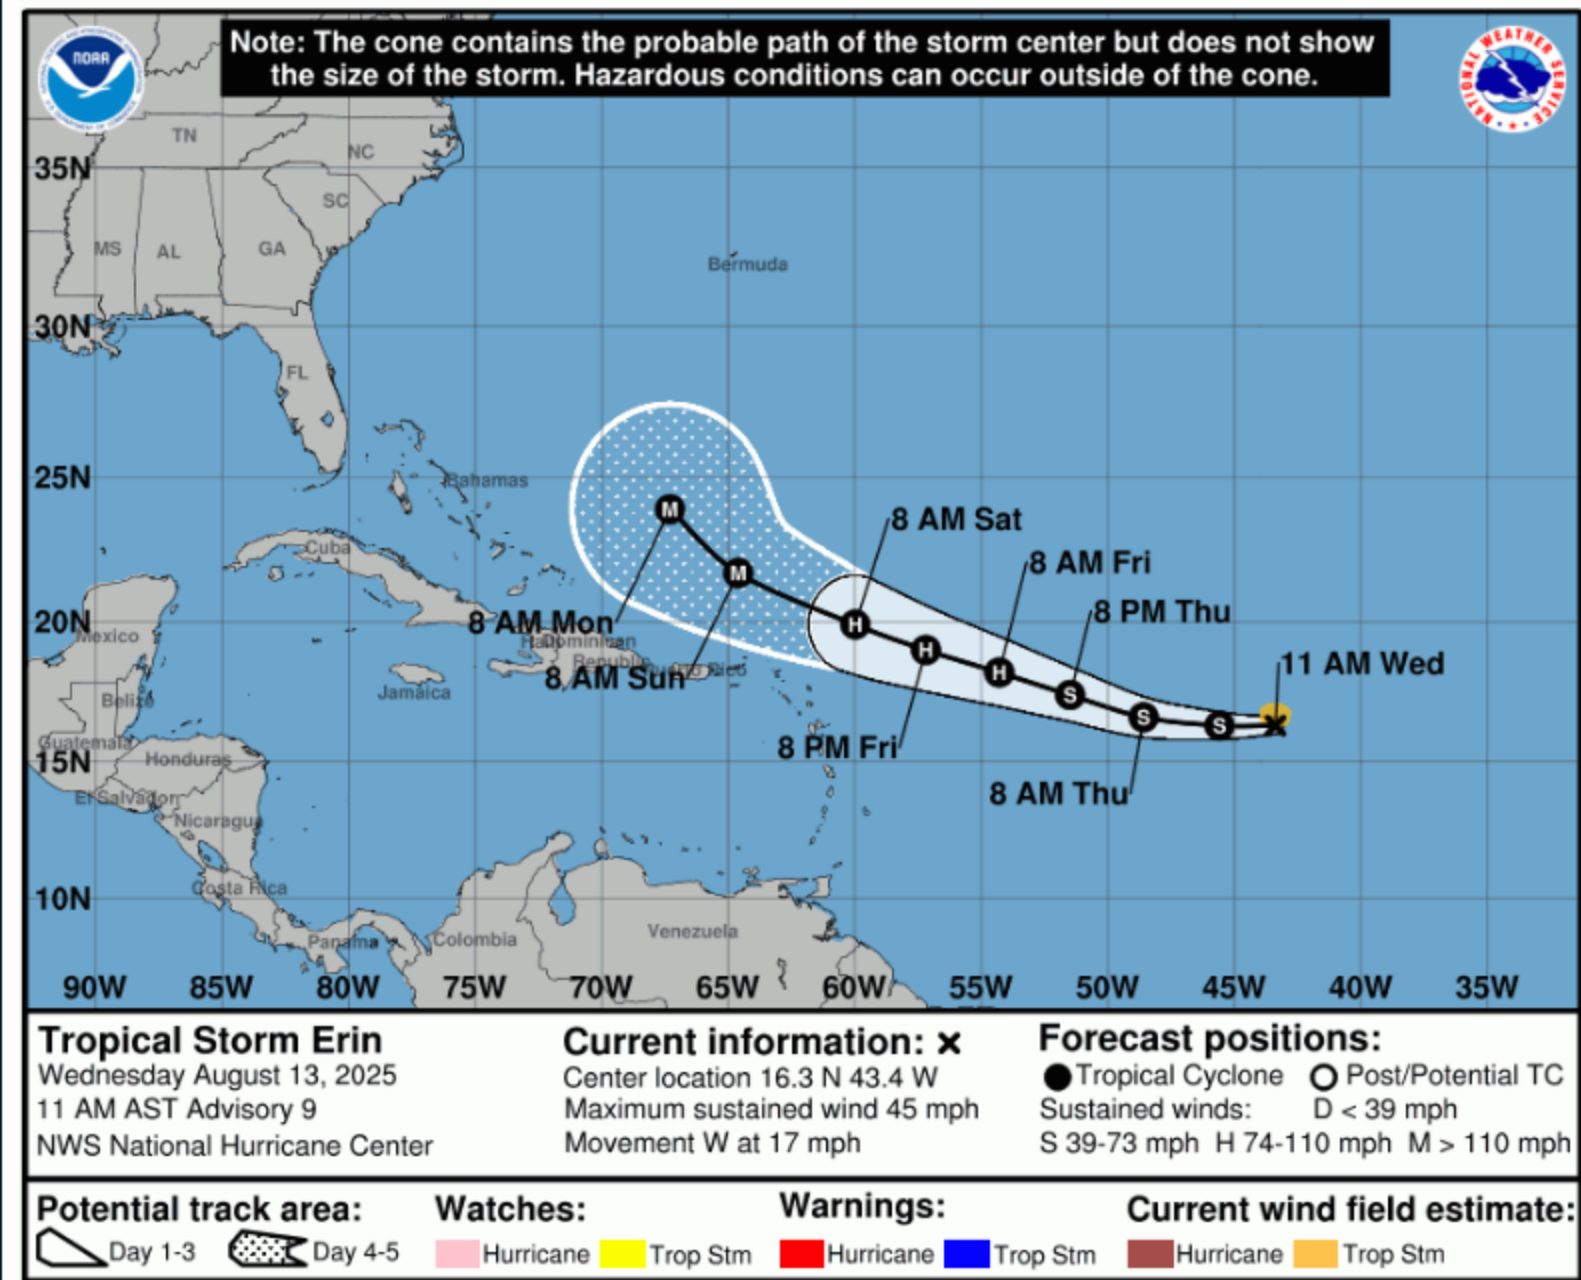 Note: The cone contains the probable path of the storm center but does not show
the size of the storm. Hazardous conditions can occur outside of the cone.
NOAA
NATIONAL WEATHER SERVICE
TN
NC
35N
SC
MS
AL
GA
Bermuda
30N
FL
25N
Bahamas
8 AM Sat
Cuba
8 AM Fri
8 PM Thu
20N
8 AM Mon
Mexico
Dominican
Republic
11 AM Wed
8 AM Sun
Rico
Jamaica
Belize
8 PM Fri
Guatemala
15N
Honduras
8 AM Thu
El Salvador
Nicaragua
10N
Costa Rica
Panama
Colombia
Venezuela
90W 85W 80W 75W 70W 65W 60W 55W 50W 45W 40W 35W
Tropical Storm Erin
Wednesday August 13, 2025
11 AM AST Advisory 9
NWS National Hurricane Center
Current information: x
Center location 16.3 N 43.4 W
Maximum sustained wind 45 mph
Movement W at 17 mph
Forecast positions:
Tropical Cyclone Post/Potential TC
Sustained winds: D < 39 mph
S 39-73 mph H 74-110 mph M > 110 mph
Potential track area:
Day 1-3 Day 4-5
Watches:
Hurricane Trop Stm
Warnings:
Hurricane Trop Stm
Current wind field estimate:
Hurricane Trop Stm
M
M
H
H
H
S
S
S